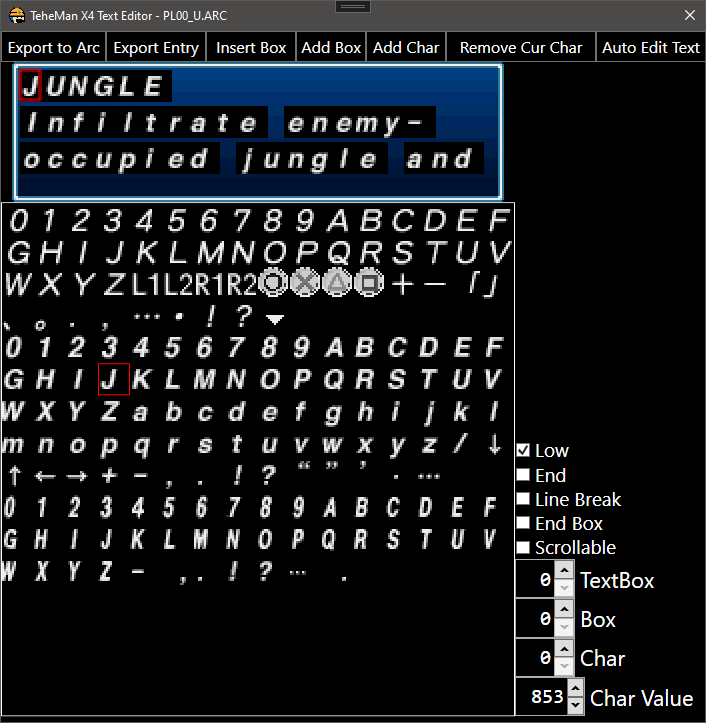 TeheMan X4 Text Editor - PL00_U.ARC
Export to Arc Export Entry Insert Box Add Box Add Char Remove Cur Char Auto Edit Text
JUNGLE
Infiltrate enemy-
occupied jungle and
0 1 2 3 4 5 6 7 8 9 A B C D E F
G H I J K L M N O P Q R S T U V
W X Y Z L1 L2 R1 R2 ◎ ✕ △ □ + − 「 」
、 。 . , … • ! ? ▼
0 1 2 3 4 5 6 7 8 9 A B C D E F
G H I J K L M N O P Q R S T U V
W X Y Z a b c d e f g h i j k l
m n o p q r s t u v w x y z / ↓
↑ ← → + − , . ! ? “ ” ’ · …
0 1 2 3 4 5 6 7 8 9 A B C D E F
G H I J K L M N O P Q R S T U V
W X Y Z − , . ! ? … .
Low
End
Line Break
End Box
Scrollable
0 TextBox
0 Box
0 Char
853 Char Value